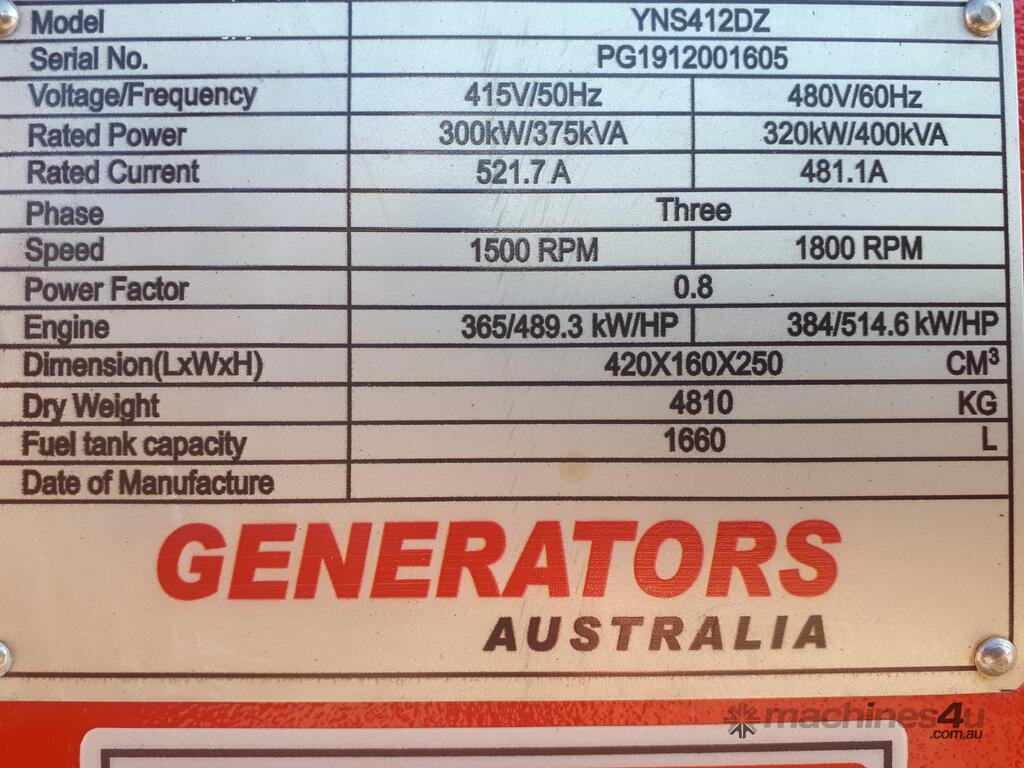 Model YNS412DZ
Serial No. PG1912001605
Voltage/Frequency 415V/50Hz 480V/60Hz
Rated Power 300kW/375kVA 320kW/400kVA
Rated Current 521.7 A 481.1A
Phase Three
Speed 1500 RPM 1800 RPM
Power Factor 0.8
Engine 365/489.3 kW/HP 384/514.6 kW/HP
Dimension(LxWxH) 420X160X250 CM³
Dry Weight 4810 KG
Fuel tank capacity 1660 L
Date of Manufacture
GENERATORS
AUSTRALIA
machines4u
.com.au